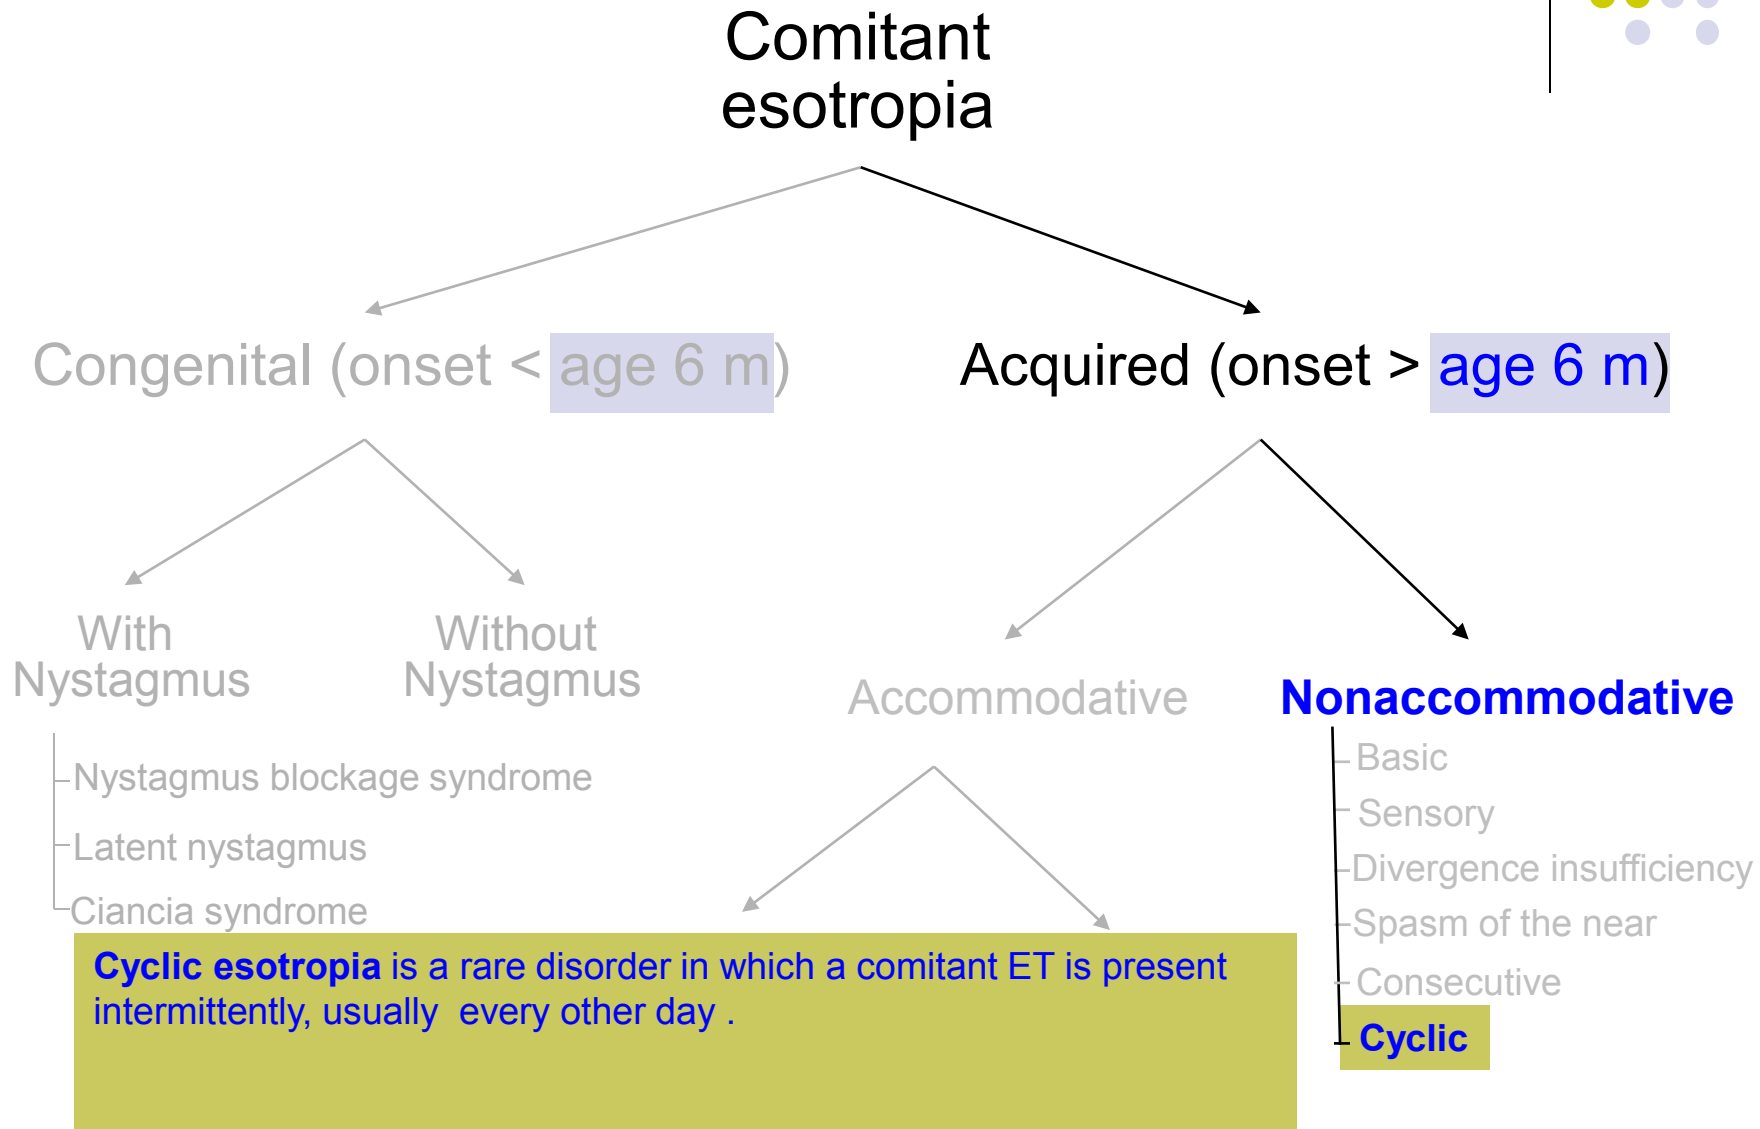 Comitant
esotropia
Congenital (onset < age 6 m)
Acquired (onset > age 6 m)
With
Nystagmus
Without
Nystagmus
Accommodative
Nonaccommodative
Nystagmus blockage syndrome
Latent nystagmus
Ciancia syndrome
Basic
Sensory
Divergence insufficiency
Spasm of the near
Consecutive
Cyclic
Cyclic esotropia is a rare disorder in which a comitant ET is present
intermittently, usually every other day .